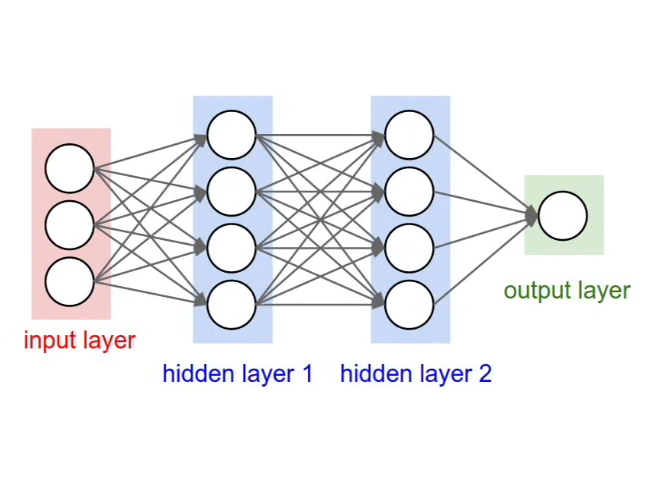 input layer
hidden layer 1
hidden layer 2
output layer